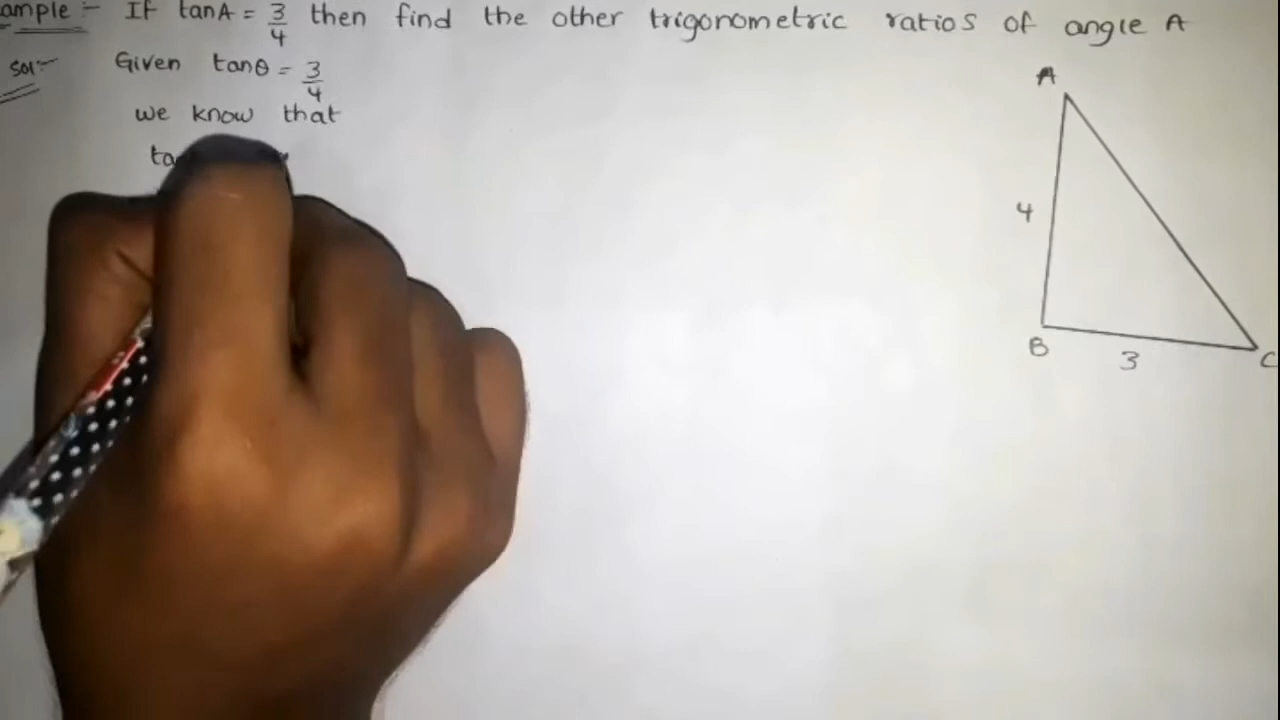 ample :- If tanA = 3/4 then find the other trigonometric ratios of angle A
Sol:- Given tanθ = 3/4
we know that
ta
A
4
B
3
C